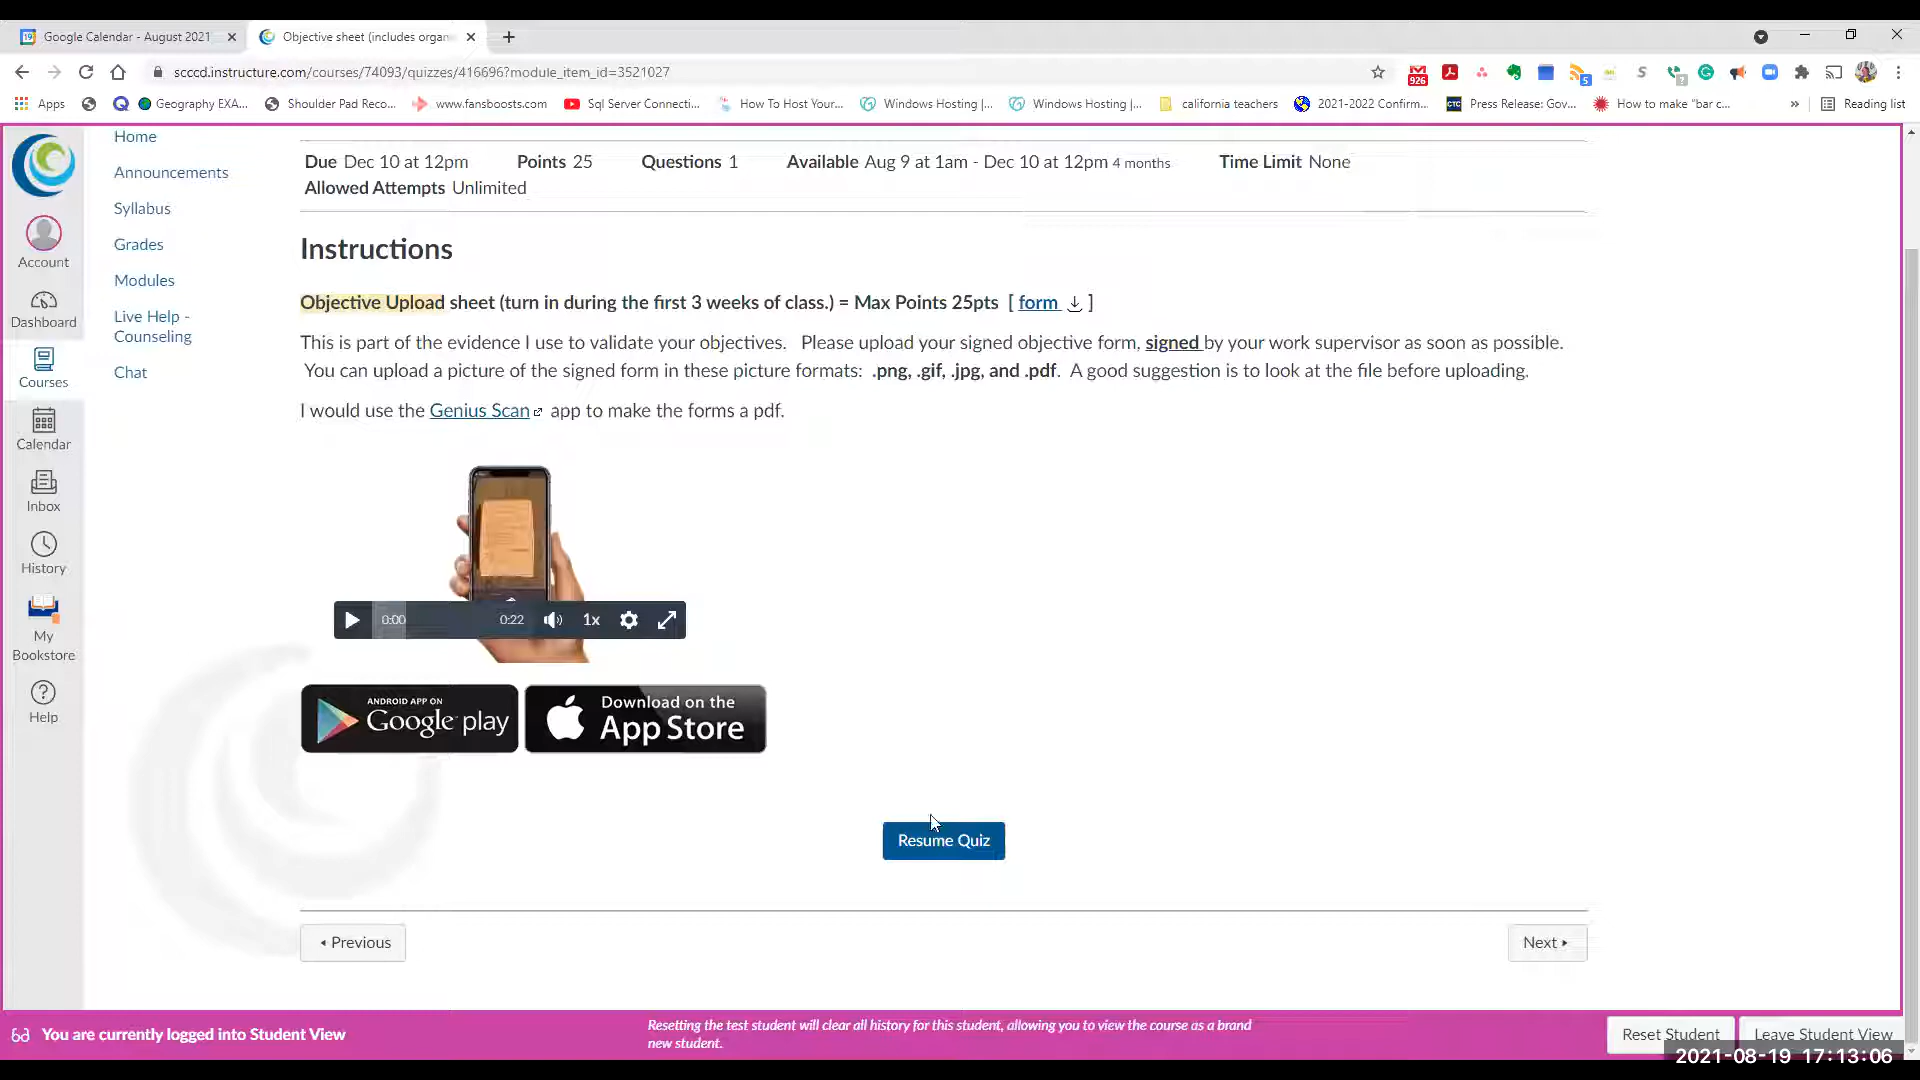 Google Calendar - August 2021
Objective sheet (includes organ
scccd.instructure.com/courses/74093/quizzes/416696?module_item_id=3521027
926
5
Apps
Geography EXA...
Shoulder Pad Reco...
www.fansboosts.com
Sql Server Connecti...
How To Host Your...
Windows Hosting |...
Windows Hosting |...
california teachers
2021-2022 Confirm...
CTC
Press Release: Gov...
How to make "bar c...
»
Reading list
Account
Dashboard
Courses
Calendar
Inbox
History
My
Bookstore
Help
Home
Announcements
Syllabus
Grades
Modules
Live Help -
Counseling
Chat
Due Dec 10 at 12pm Points 25 Questions 1 Available Aug 9 at 1am - Dec 10 at 12pm 4 months Time Limit None
Allowed Attempts Unlimited
Instructions
Objective Upload sheet (turn in during the first 3 weeks of class.) = Max Points 25pts [ form ]
This is part of the evidence I use to validate your objectives. Please upload your signed objective form, signed by your work supervisor as soon as possible.
You can upload a picture of the signed form in these picture formats: .png, .gif, .jpg, and .pdf. A good suggestion is to look at the file before uploading.
I would use the Genius Scan app to make the forms a pdf.
0:00 0:22 1x
ANDROID APP ON
Google play
Download on the
App Store
Resume Quiz
Previous
Next
You are currently logged into Student View
Resetting the test student will clear all history for this student, allowing you to view the course as a brand
new student.
Reset Student
Leave Student View
2021-08-19 17:13:06